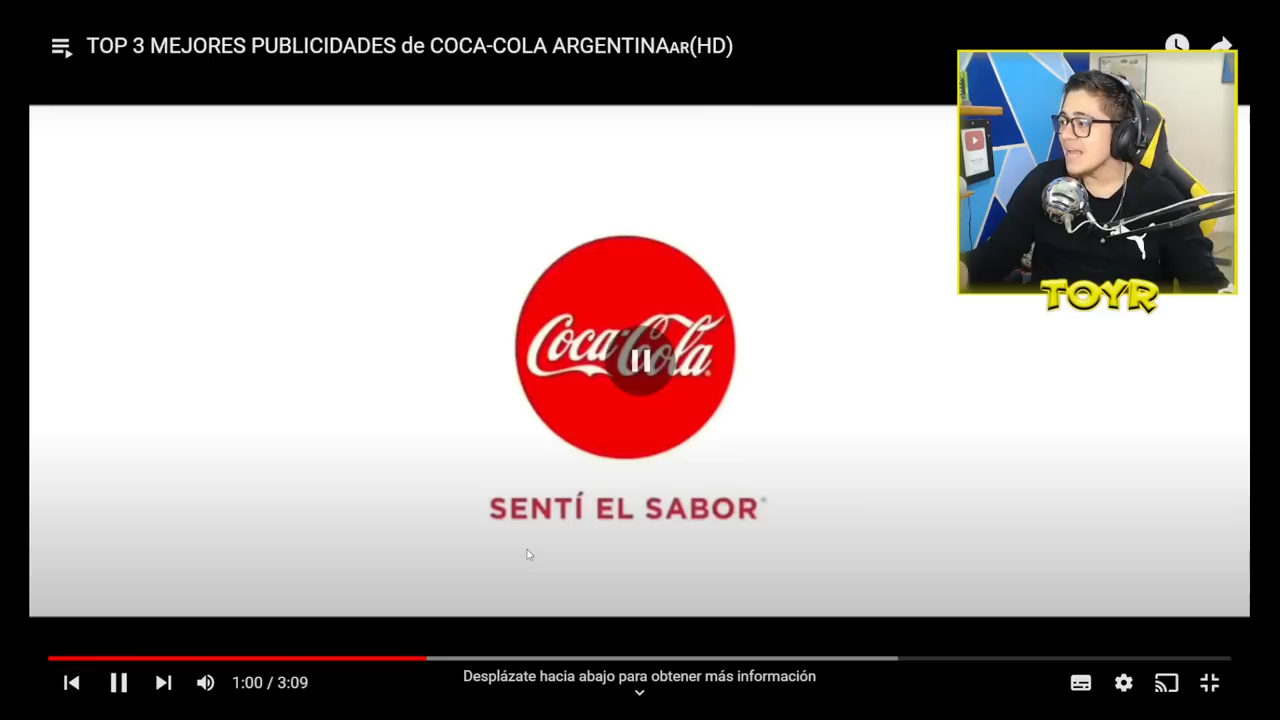 TOP 3 MEJORES PUBLICIDADES de COCA-COLA ARGENTINAAR(HD)
TOYR
Coca-Cola
SENTÍ EL SABOR
1:00 / 3:09
Desplázate hacia abajo para obtener más información